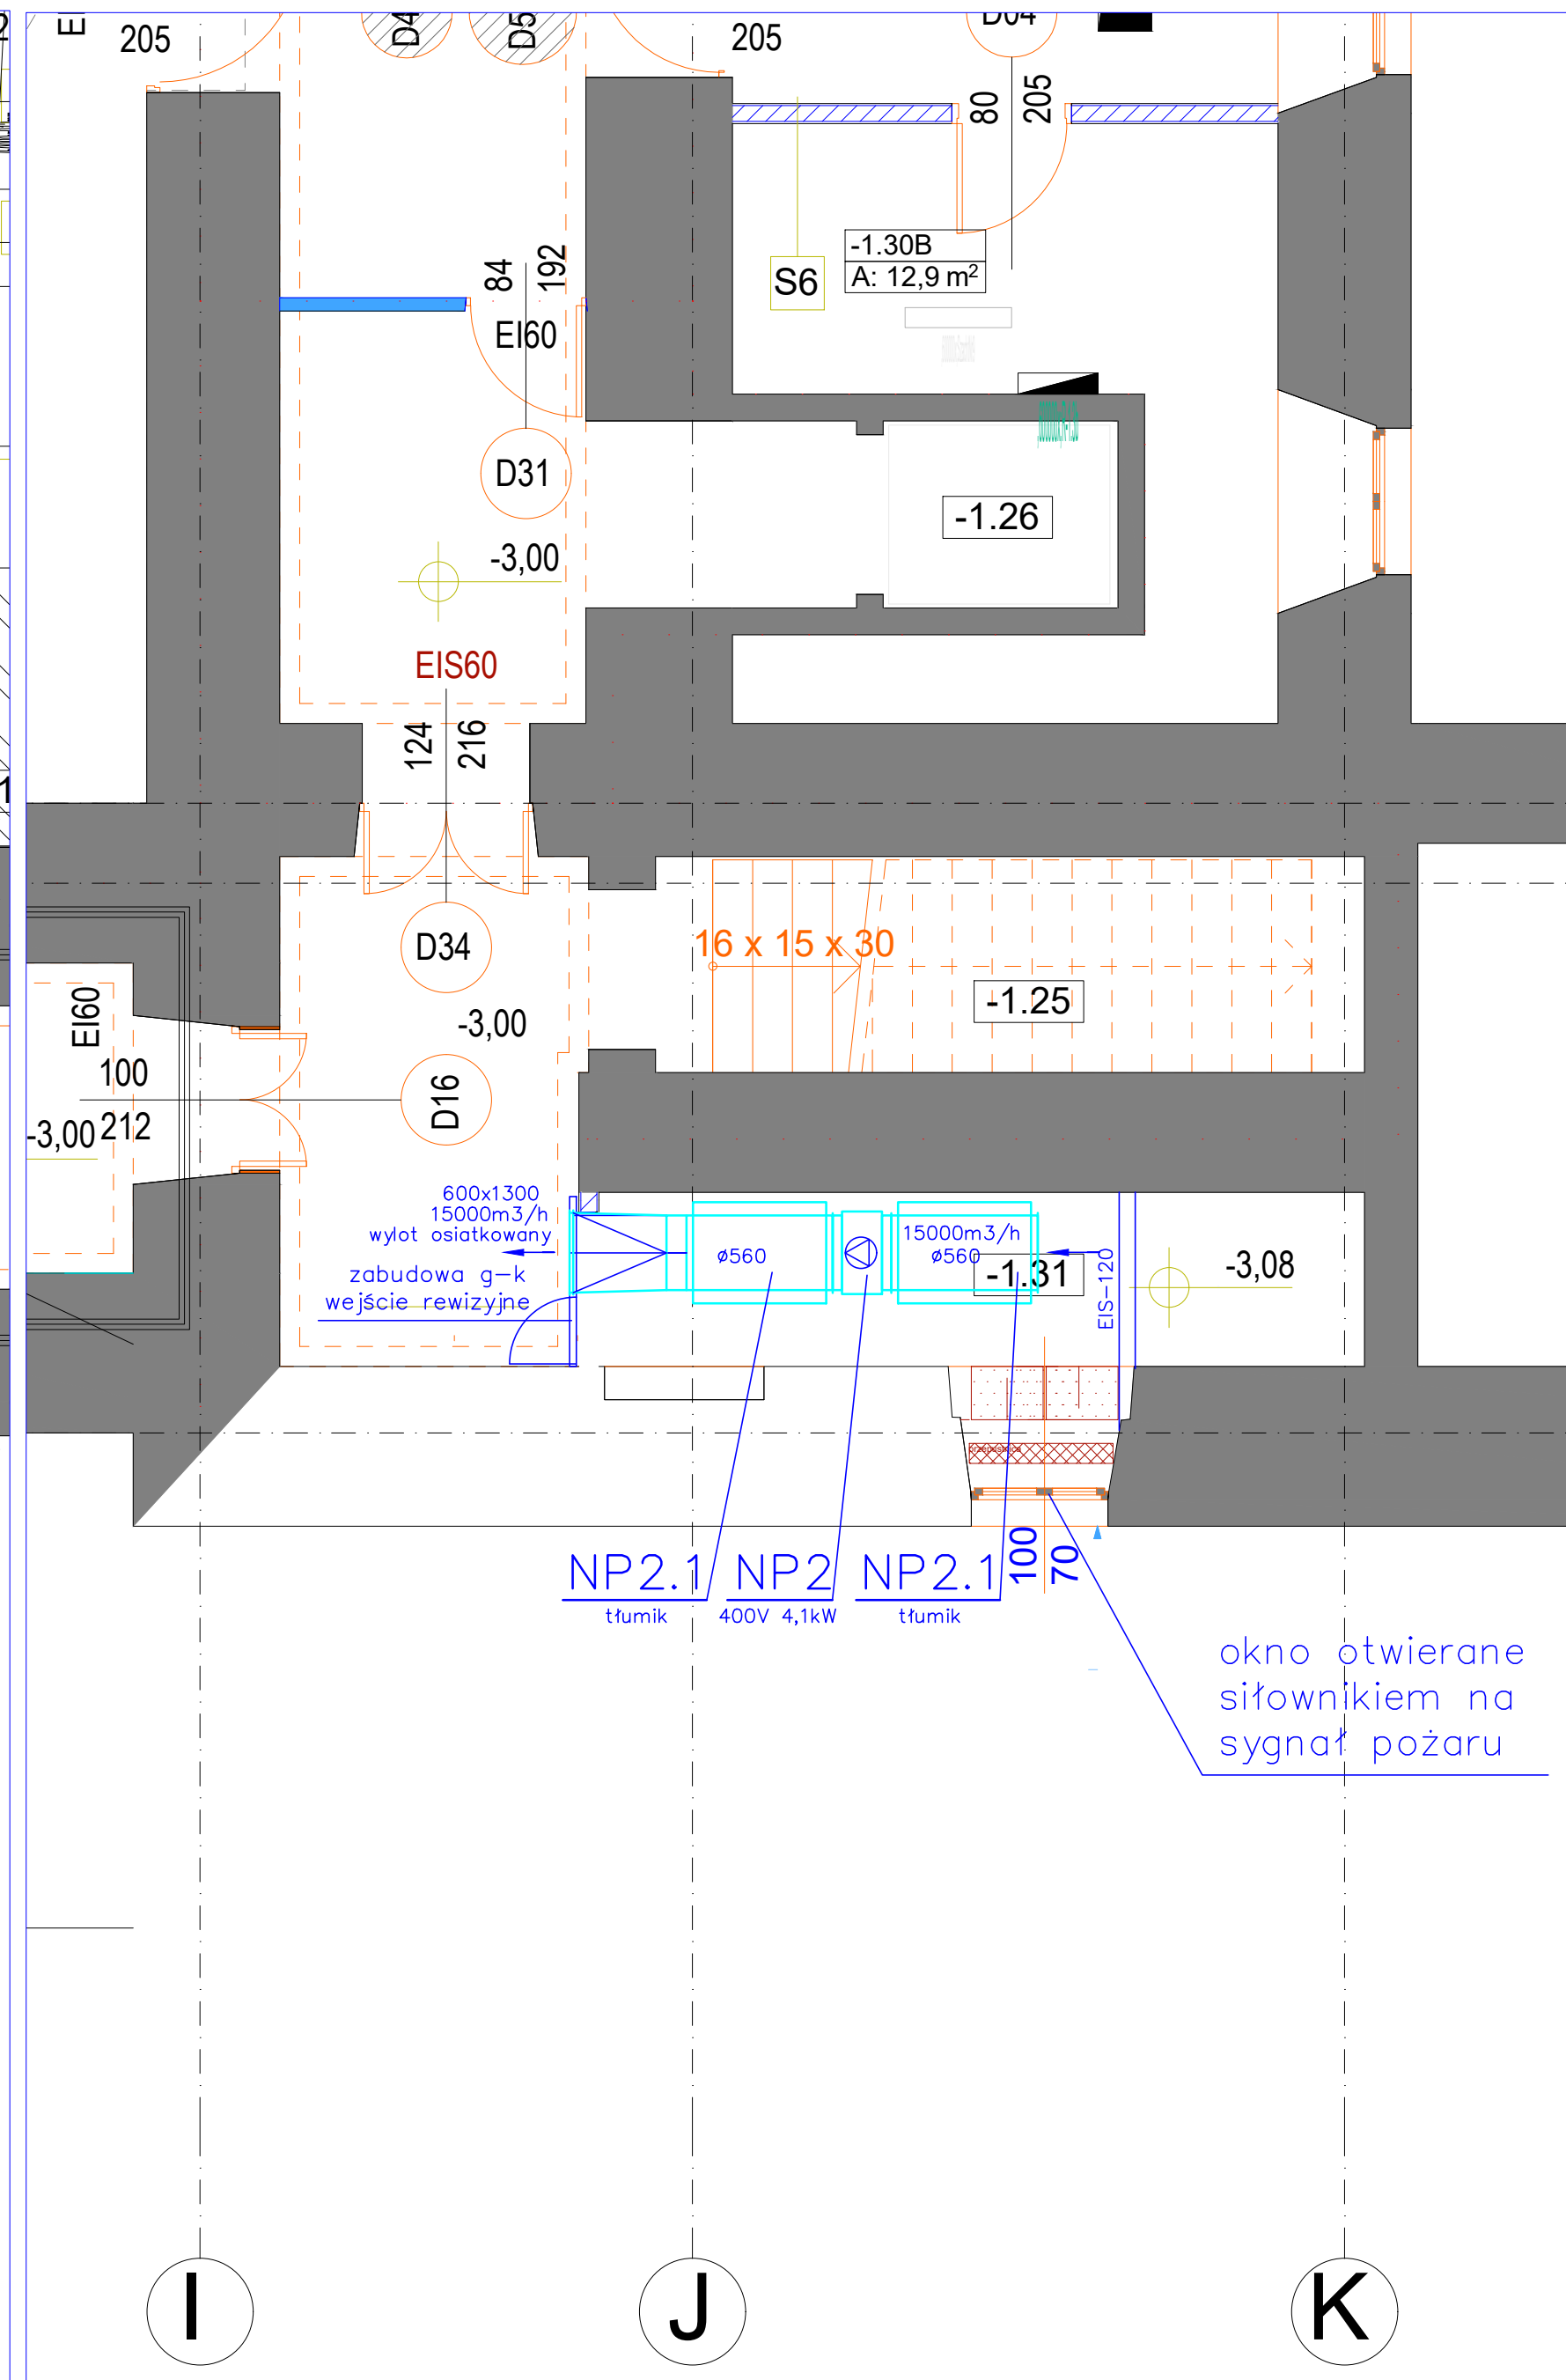 205
205
80
205
-1.30B
A: 12,9 m²
S6
84
192
EI60
D31
-1.26
-3,00
EIS60
124
216
D34
16 x 15 x 30
-1.25
-3,00
EI60
100
212
-3,00
D16
600x1300
15000m3/h
wylot osiatkowany
zabudowa g-k
wejście rewizyjne
ø560
15000m3/h
ø560
-1.31
EIS-120
-3,08
przepustnica
NP2.1
tłumik
NP2
400V 4,1kW
NP2.1
tłumik
100
70
okno otwierane
siłownikiem na
sygnał pożaru
I
J
K